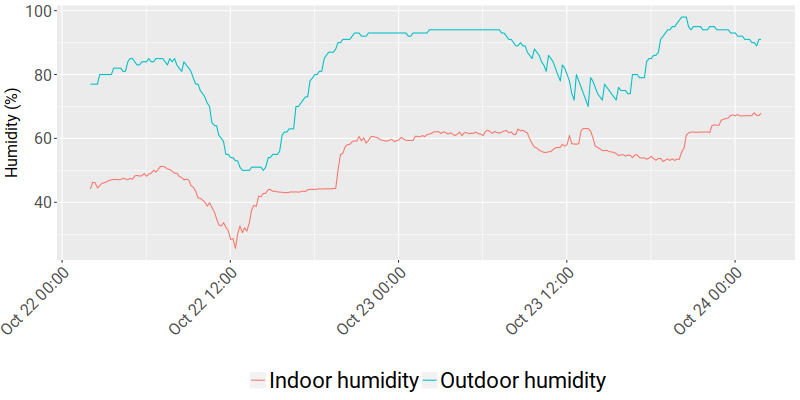 Humidity (%)
100
80
60
40
Oct 22 00:00
Oct 22 12:00
Oct 23 00:00
Oct 23 12:00
Oct 24 00:00
Indoor humidity
Outdoor humidity